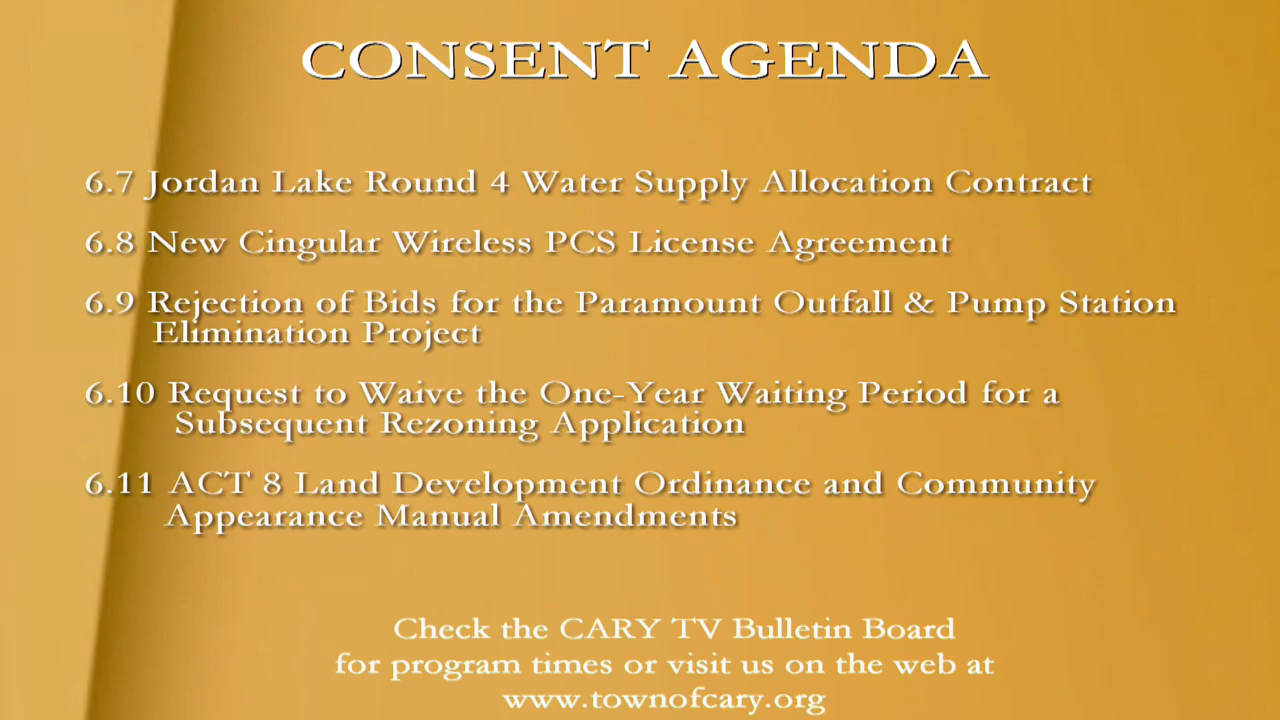 CONSENT AGENDA
6.7 Jordan Lake Round 4 Water Supply Allocation Contract
6.8 New Cingular Wireless PCS License Agreement
6.9 Rejection of Bids for the Paramount Outfall & Pump Station
Elimination Project
6.10 Request to Waive the One-Year Waiting Period for a
Subsequent Rezoning Application
6.11 ACT 8 Land Development Ordinance and Community
Appearance Manual Amendments
Check the CARY TV Bulletin Board
for program times or visit us on the web at
www.townofcary.org